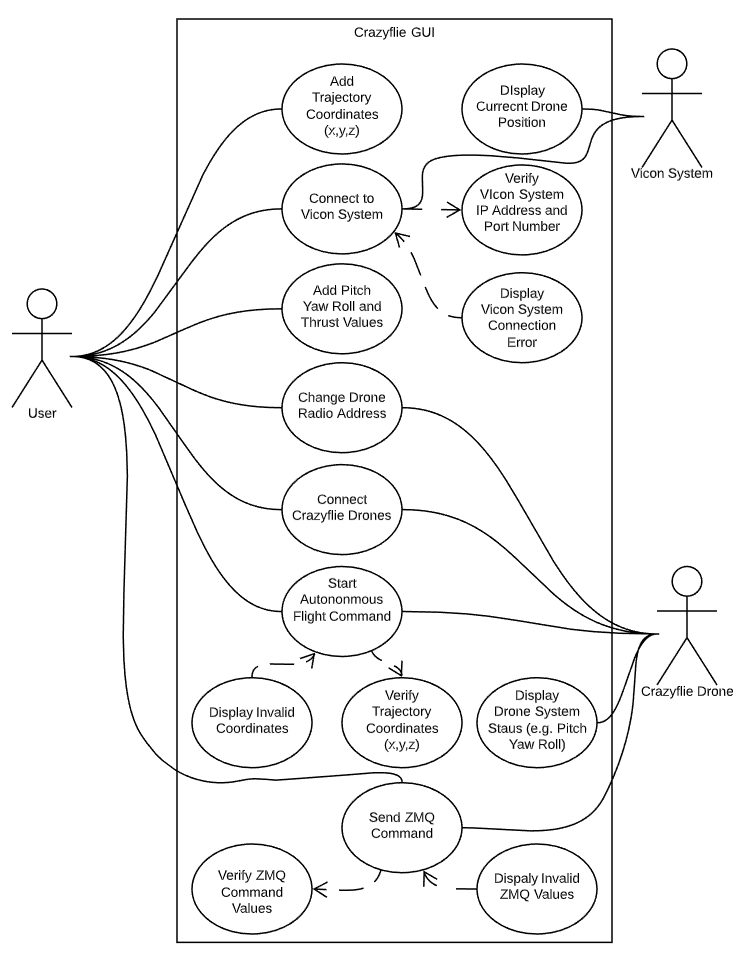 Crazyflie GUI
Add
Trajectory
Coordinates
(x,y,z)
DIsplay
Currecnt Drone
Position
Vicon System
Connect to
Vicon System
Verify
VIcon System
IP Address and
Port Number
Add Pitch
Yaw Roll and
Thrust Values
Display
Vicon System
Connection
Error
User
Change Drone
Radio Address
Connect
Crazyflie Drones
Start
Autononmous
Flight Command
Crazyflie Drone
Display Invalid
Coordinates
Verify
Trajectory
Coordinates
(x,y,z)
Display
Drone System
Staus (e.g. Pitch
Yaw Roll)
Send ZMQ
Command
Verify ZMQ
Command
Values
Dispaly Invalid
ZMQ Values